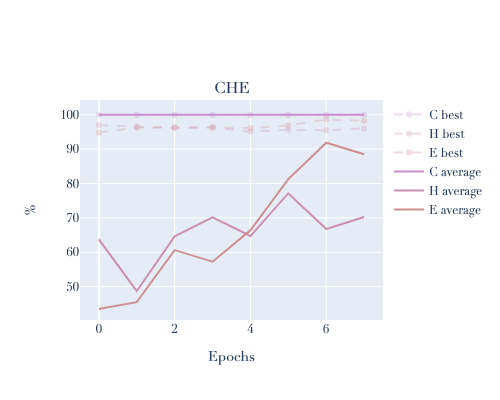 CHE
100
90
80
70
60
50
%
0 2 4 6
Epochs
C best
H best
E best
C average
H average
E average